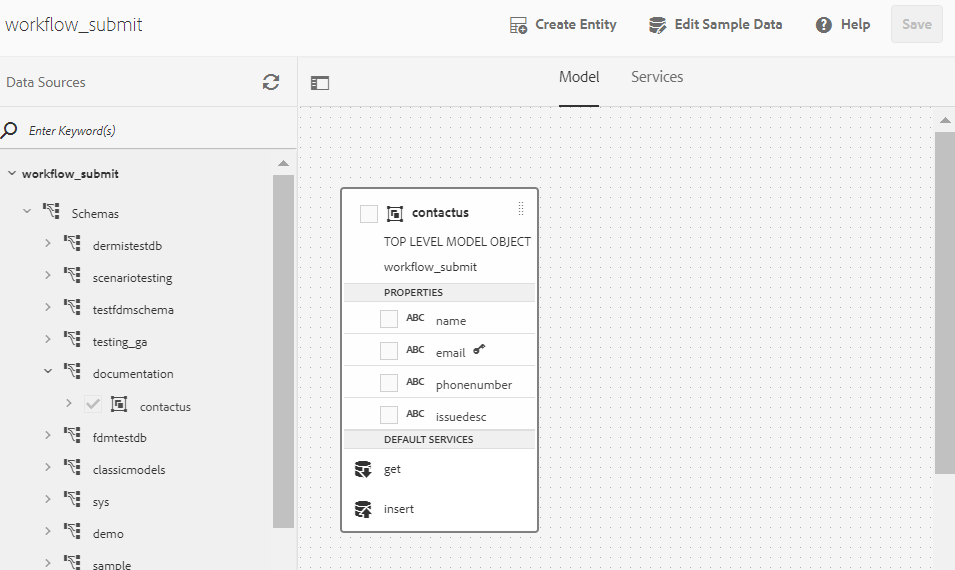 workflow_submit
Create Entity
Edit Sample Data
Help
Save
Data Sources
Model
Services
Enter Keyword(s)
workflow_submit
Schemas
dermistestdb
scenariotesting
testfdmschema
testing_ga
documentation
contactus
fdmtestdb
classicmodels
sys
demo
sample
contactus
TOP LEVEL MODEL OBJECT
workflow_submit
PROPERTIES
ABC name
ABC email
ABC phonenumber
ABC issuedesc
DEFAULT SERVICES
get
insert